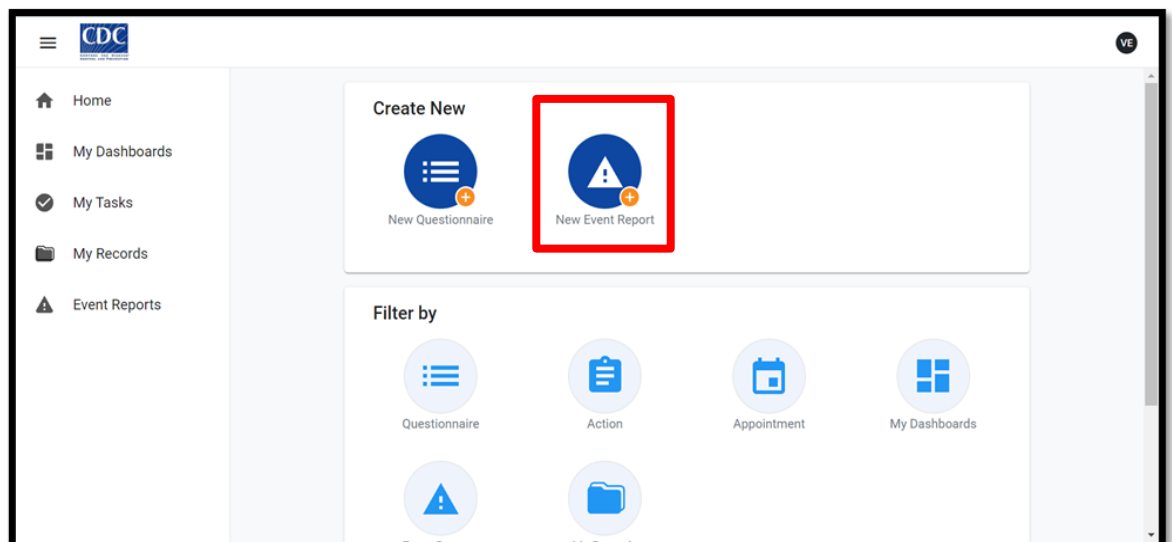 CDC
VE
Home
My Dashboards
My Tasks
My Records
Event Reports
Create New
New Questionnaire
New Event Report
Filter by
Questionnaire
Action
Appointment
My Dashboards